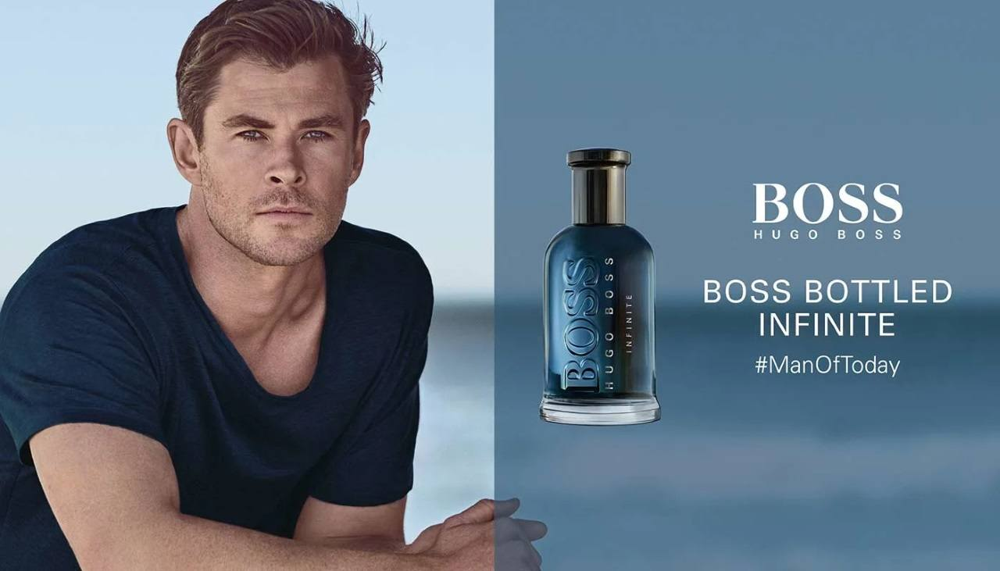 BOSS
HUGO BOSS
INFINITE
BOSS
HUGO BOSS
BOSS BOTTLED
INFINITE
#ManOfToday